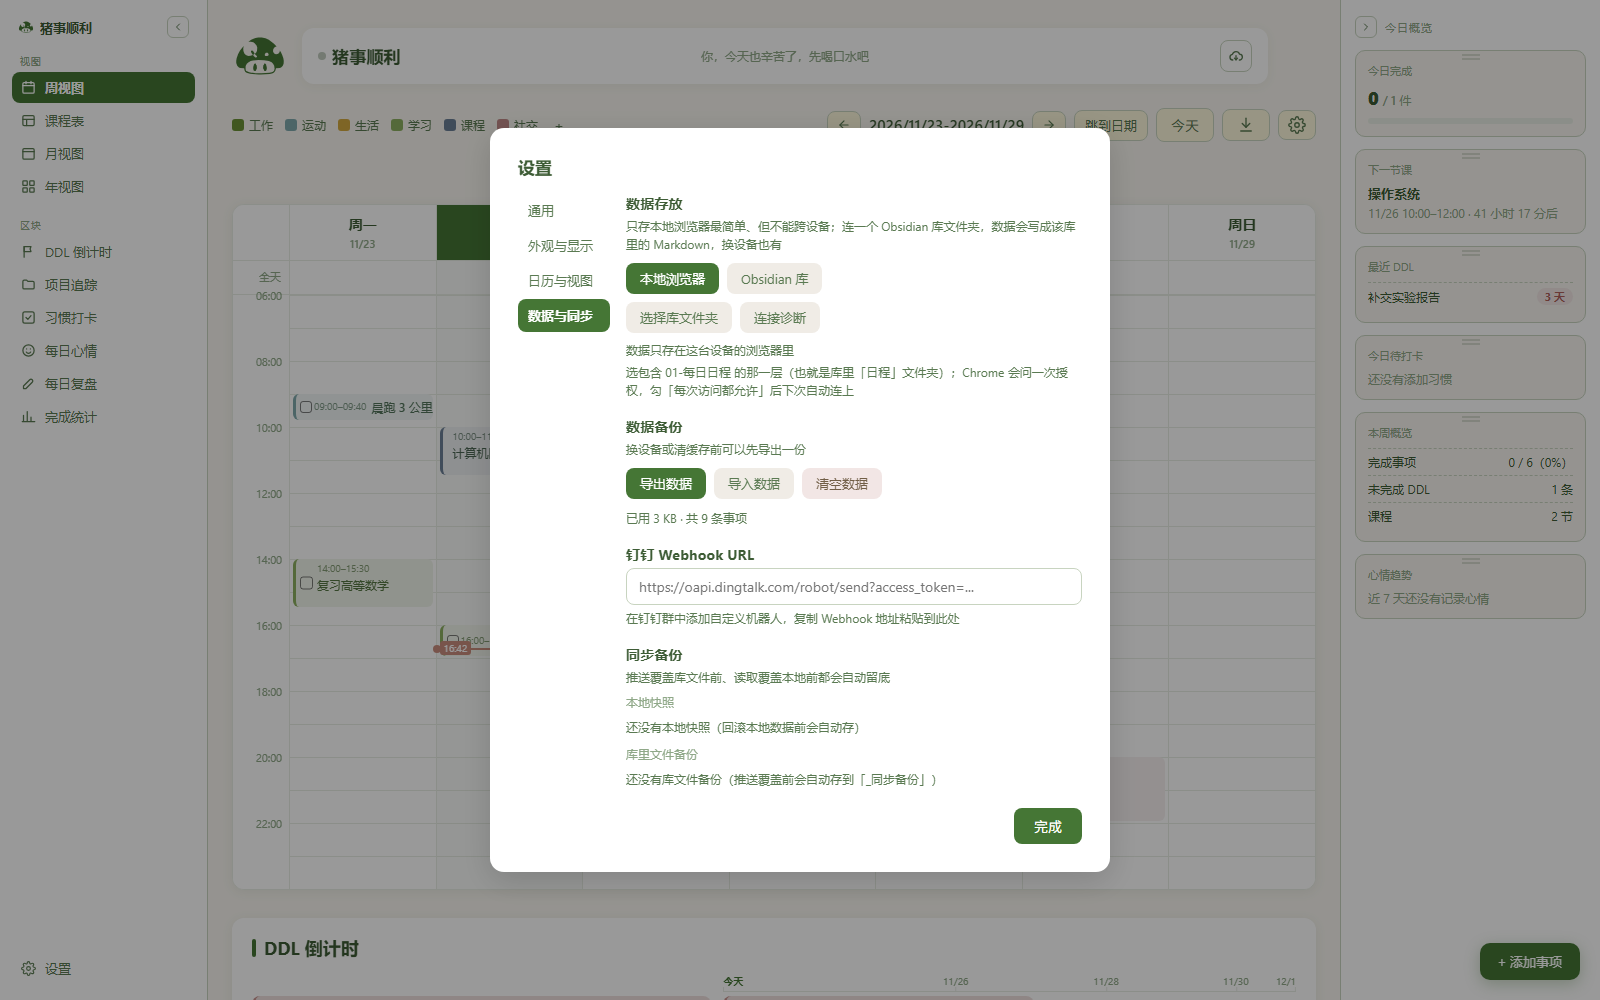 猪事顺利
视图
周视图
课程表
月视图
年视图
区块
DDL 倒计时
项目追踪
习惯打卡
每日心情
每日复盘
完成统计
设置
猪事顺利
你，今天也辛苦了，先喝口水吧
工作
运动
生活
学习
课程
社交
+
2026/11/23-2026/11/29
跳到日期
今天
周一
11/23
周日
11/29
全天
06:00
08:00
10:00
12:00
14:00
16:00
18:00
20:00
22:00
09:00–09:40 晨跑 3 公里
10:00–11
14:00–15:30
复习高等数学
16:00–
16:42
设置
通用
外观与显示
日历与视图
数据与同步
数据存放
只存本地浏览器最简单、但不能跨设备；连一个 Obsidian 库文件夹，数据会写成该库
里的 Markdown，换设备也有
本地浏览器
Obsidian 库
选择库文件夹
连接诊断
数据只存在这台设备的浏览器里
选包含 01-每日日程 的那一层（也就是库里「日程」文件夹）；Chrome 会问一次授
权，勾「每次访问都允许」后下次自动连上
数据备份
换设备或清缓存前可以先导出一份
导出数据
导入数据
清空数据
已用 3 KB · 共 9 条事项
钉钉 Webhook URL
https://oapi.dingtalk.com/robot/send?access_token=...
在钉钉群中添加自定义机器人，复制 Webhook 地址粘贴到此处
同步备份
推送覆盖库文件前、读取覆盖本地前都会自动留底
本地快照
还没有本地快照（回滚本地数据前会自动存）
库里文件备份
还没有库文件备份（推送覆盖前会自动存到「_同步备份」）
完成
DDL 倒计时
今天
11/26
11/28
11/30
12/1
今日概览
今日完成
0 / 1 件
下一节课
操作系统
11/26 10:00–12:00 · 41 小时 17 分后
最近 DDL
补交实验报告
3 天
今日待打卡
还没有添加习惯
本周概览
完成事项
0 / 6（0%）
未完成 DDL
1 条
课程
2 节
心情趋势
近 7 天还没有记录心情
+ 添加事项